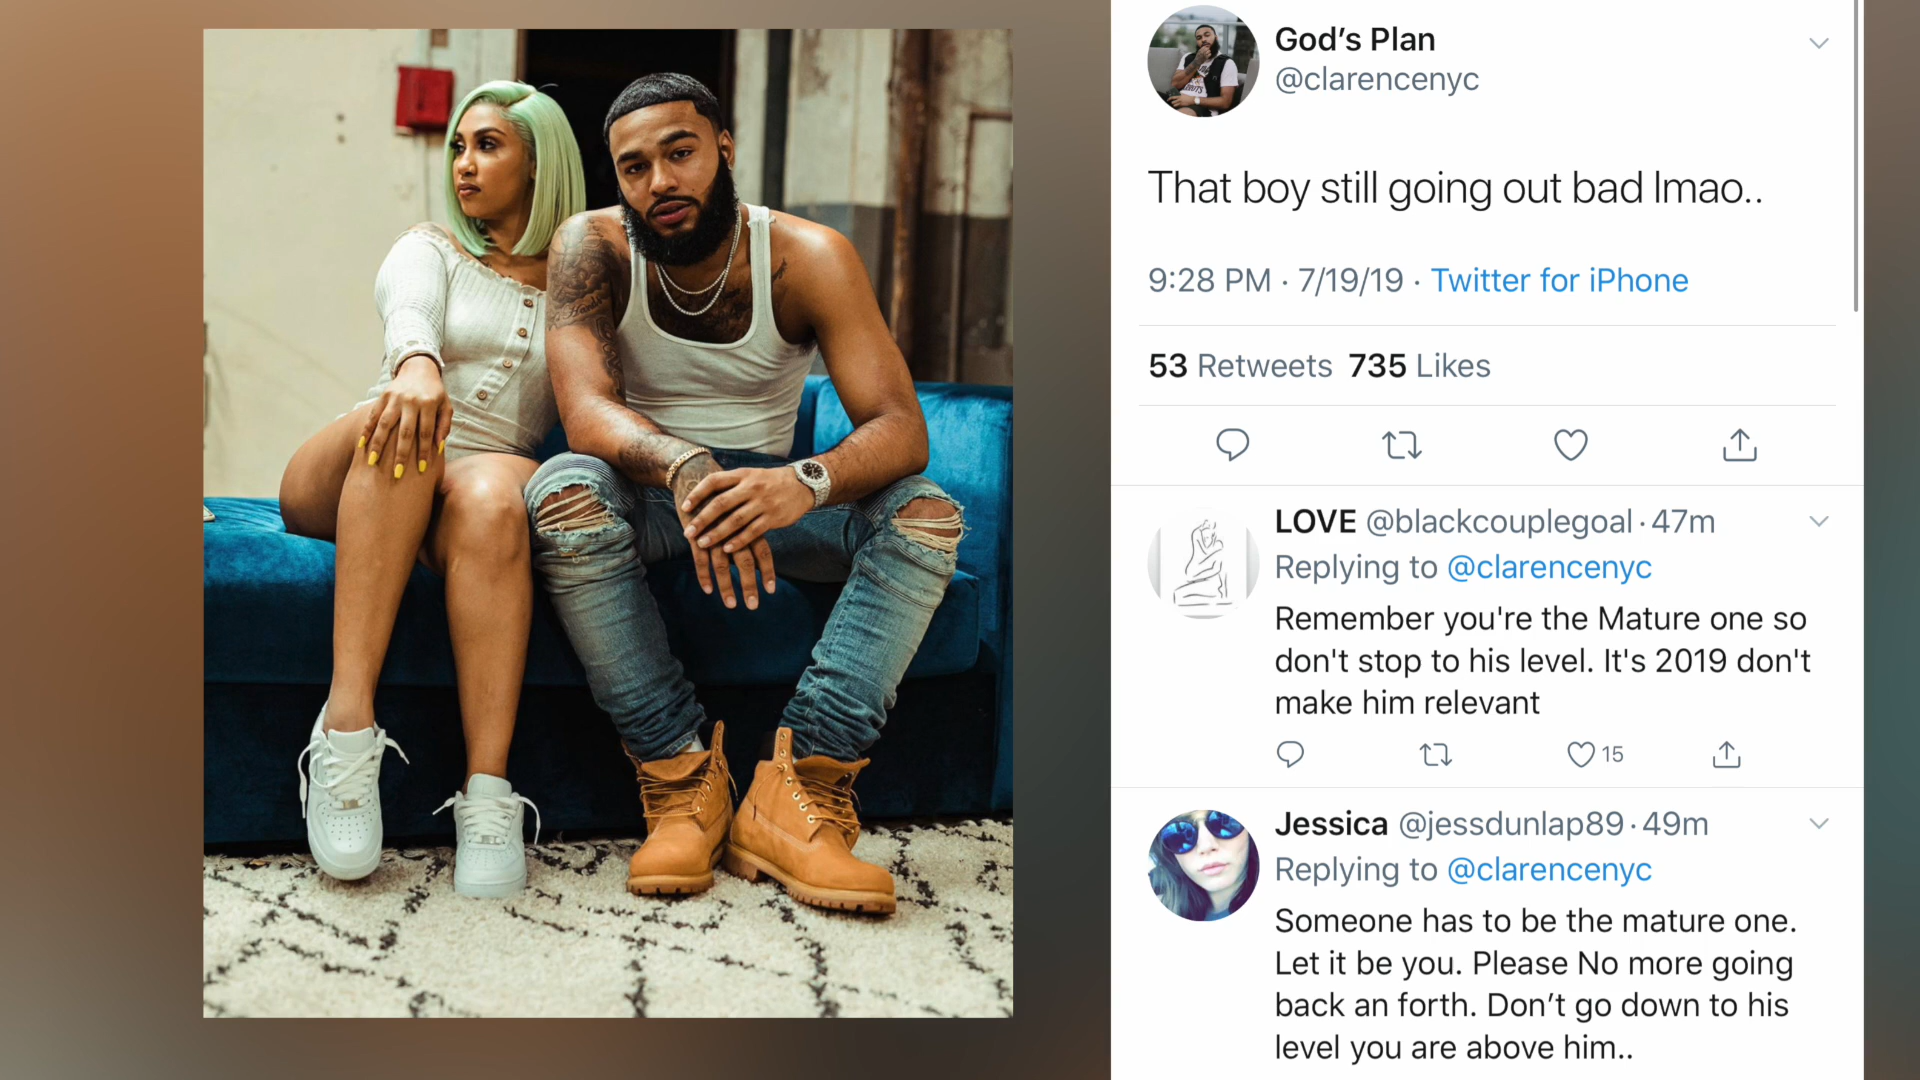 God's Plan
@clarencenyc
That boy still going out bad lmao..
9:28 PM · 7/19/19 · Twitter for iPhone
53 Retweets 735 Likes
LOVE @blackcouplegoal · 47m
Replying to @clarencenyc
Remember you're the Mature one so
don't stop to his level. It's 2019 don't
make him relevant
15
Jessica @jessdunlap89 · 49m
Replying to @clarencenyc
Someone has to be the mature one.
Let it be you. Please No more going
back an forth. Don't go down to his
level you are above him..